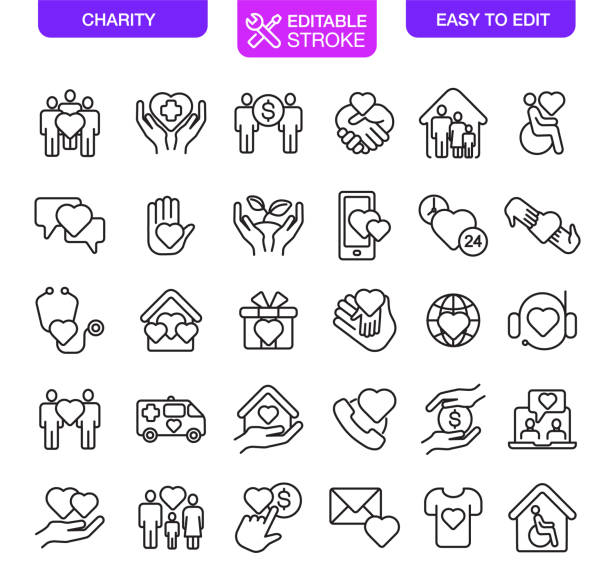 CHARITY
EDITABLE
STROKE
EASY TO EDIT
$
24
$
$